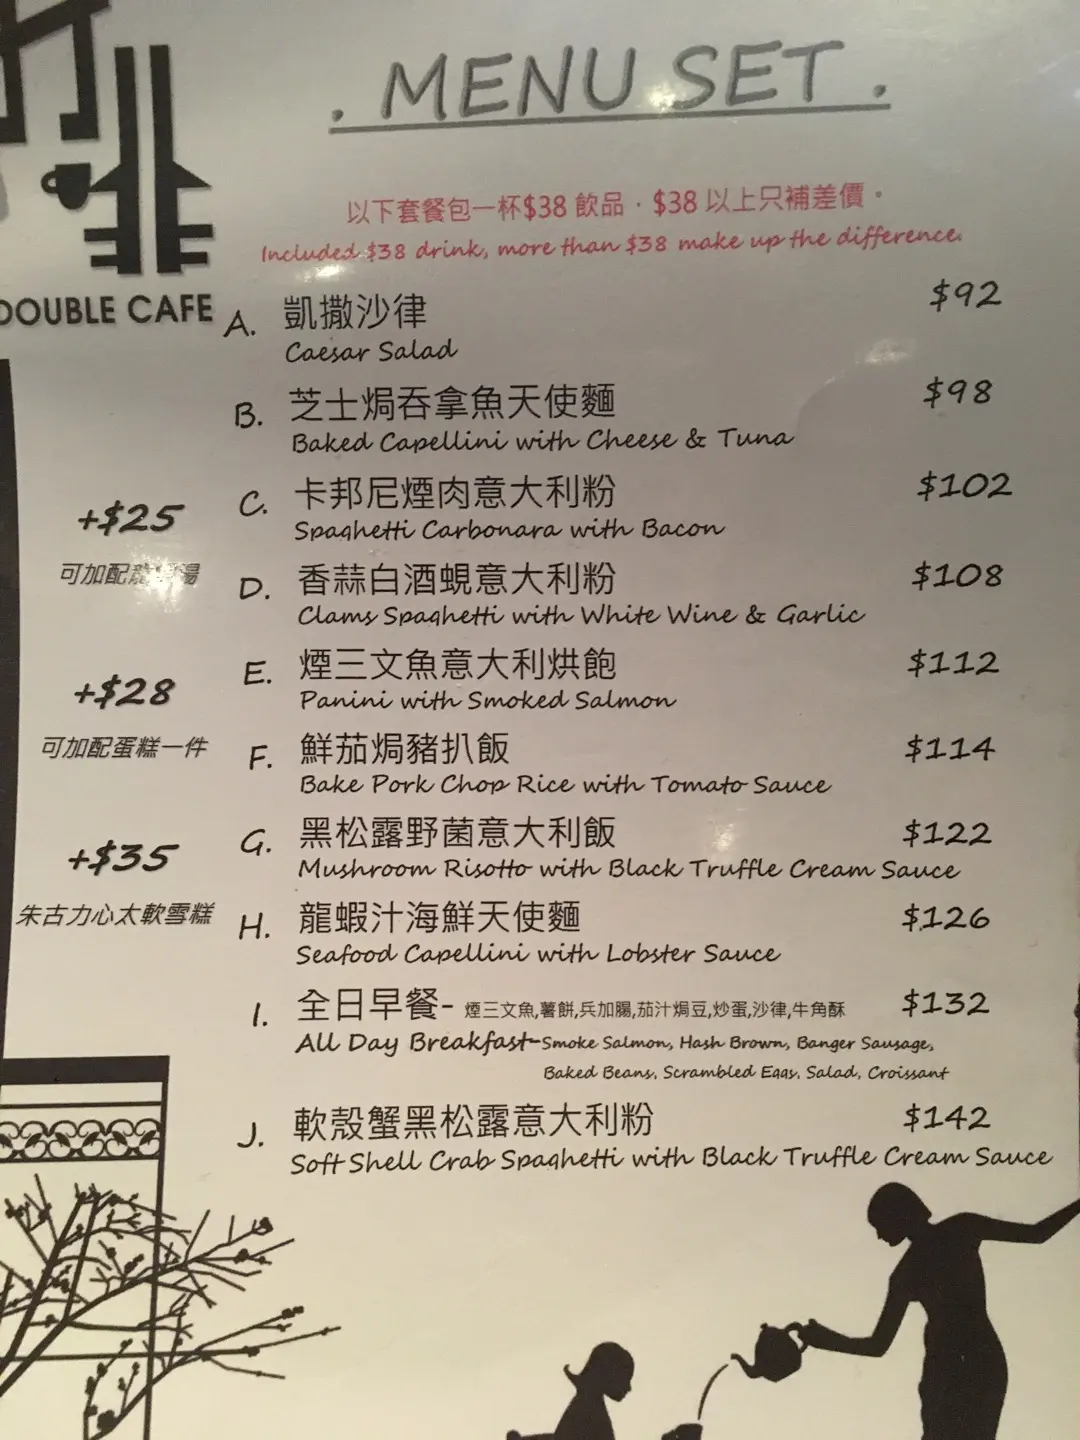 . MENU SET .
以下套餐包一杯$38 飲品．$38 以上只補差價。
Included $38 drink, more than $38 make up the difference.
DOUBLE CAFE
A. 凱撒沙律 $92
Caesar Salad
B. 芝士焗吞拿魚天使麵 $98
Baked Capellini with Cheese & Tuna
C. 卡邦尼煙肉意大利粉 $102
Spaghetti Carbonara with Bacon
D. 香蒜白酒蜆意大利粉 $108
Clams Spaghetti with White Wine & Garlic
E. 煙三文魚意大利烘飽 $112
Panini with Smoked Salmon
F. 鮮茄焗豬扒飯 $114
Bake Pork Chop Rice with Tomato Sauce
G. 黑松露野菌意大利飯 $122
Mushroom Risotto with Black Truffle Cream Sauce
H. 龍蝦汁海鮮天使麵 $126
Seafood Capellini with Lobster Sauce
I. 全日早餐- 煙三文魚,薯餅,兵加腸,茄汁焗豆,炒蛋,沙律,牛角酥 $132
All Day Breakfast-Smoke Salmon, Hash Brown, Banger Sausage,
Baked Beans, Scrambled Eggs, Salad, Croissant
J. 軟殼蟹黑松露意大利粉 $142
Soft Shell Crab Spaghetti with Black Truffle Cream Sauce
+$25
可加配龍湯
+$28
可加配蛋糕一件
+$35
朱古力心太軟雪糕